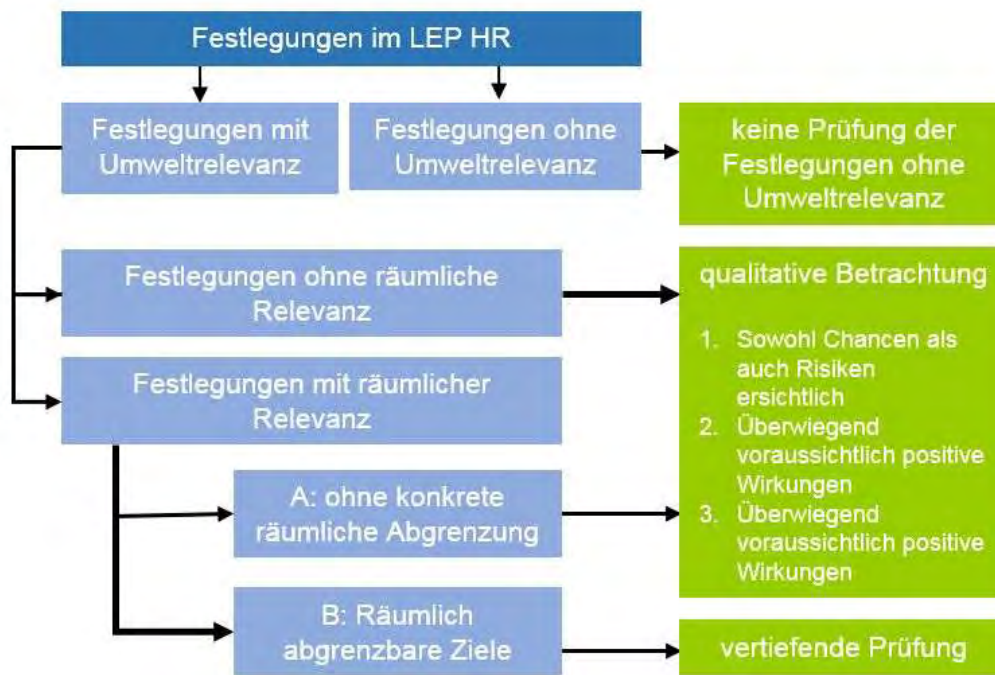 Festlegungen im LEP HR
Festlegungen mit
Umweltrelevanz
Festlegungen ohne
Umweltrelevanz
keine Prüfung der
Festlegungen ohne
Umweltrelevanz
Festlegungen ohne räumliche
Relevanz
qualitative Betrachtung
1. Sowohl Chancen als
auch Risiken
ersichtlich
2. Überwiegend
voraussichtlich positive
Wirkungen
3. Überwiegend
voraussichtlich positive
Wirkungen
Festlegungen mit räumlicher
Relevanz
A: ohne konkrete
räumliche Abgrenzung
B: Räumlich
abgrenzbare Ziele
vertiefende Prüfung